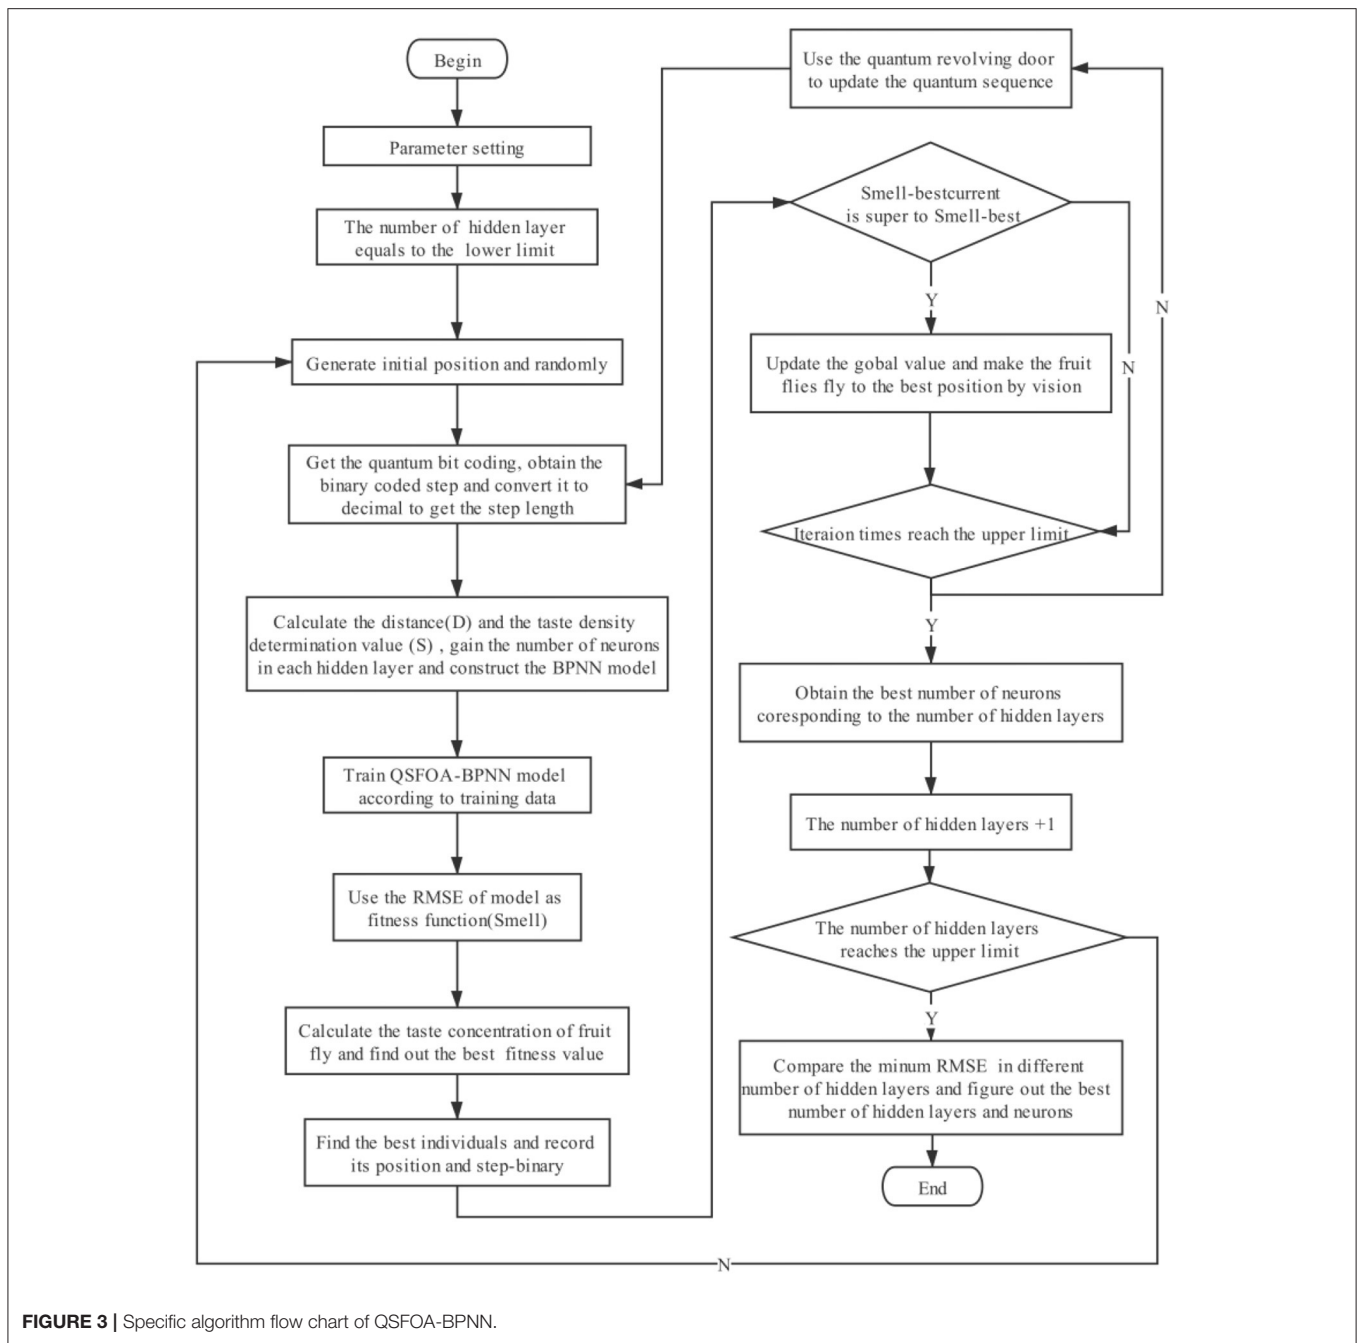 Begin
Parameter setting
The number of hidden layer
equals to the lower limit
Generate initial position and randomly
Get the quantum bit coding, obtain the
binary coded step and convert it to
decimal to get the step length
Calculate the distance(D) and the taste density
determination value (S) , gain the number of neurons
in each hidden layer and construct the BPNN model
Train QSFOA-BPNN model
according to training data
Use the RMSE of model as
fitness function(Smell)
Calculate the taste concentration of fruit
fly and find out the best fitness value
Find the best individuals and record
its position and step-binary
Use the quantum revolving door
to update the quantum sequence
Smell-bestcurrent
is super to Smell-best
Y
N
N
Update the gobal value and make the fruit
flies fly to the best position by vision
Iteraion times reach the upper limit
Y
Obtain the best number of neurons
coresponding to the number of hidden layers
The number of hidden layers +1
The number of hidden layers
reaches the upper limit
Y
Compare the minum RMSE in different
number of hidden layers and figure out the best
number of hidden layers and neurons
End
N
FIGURE 3 | Specific algorithm flow chart of QSFOA-BPNN.